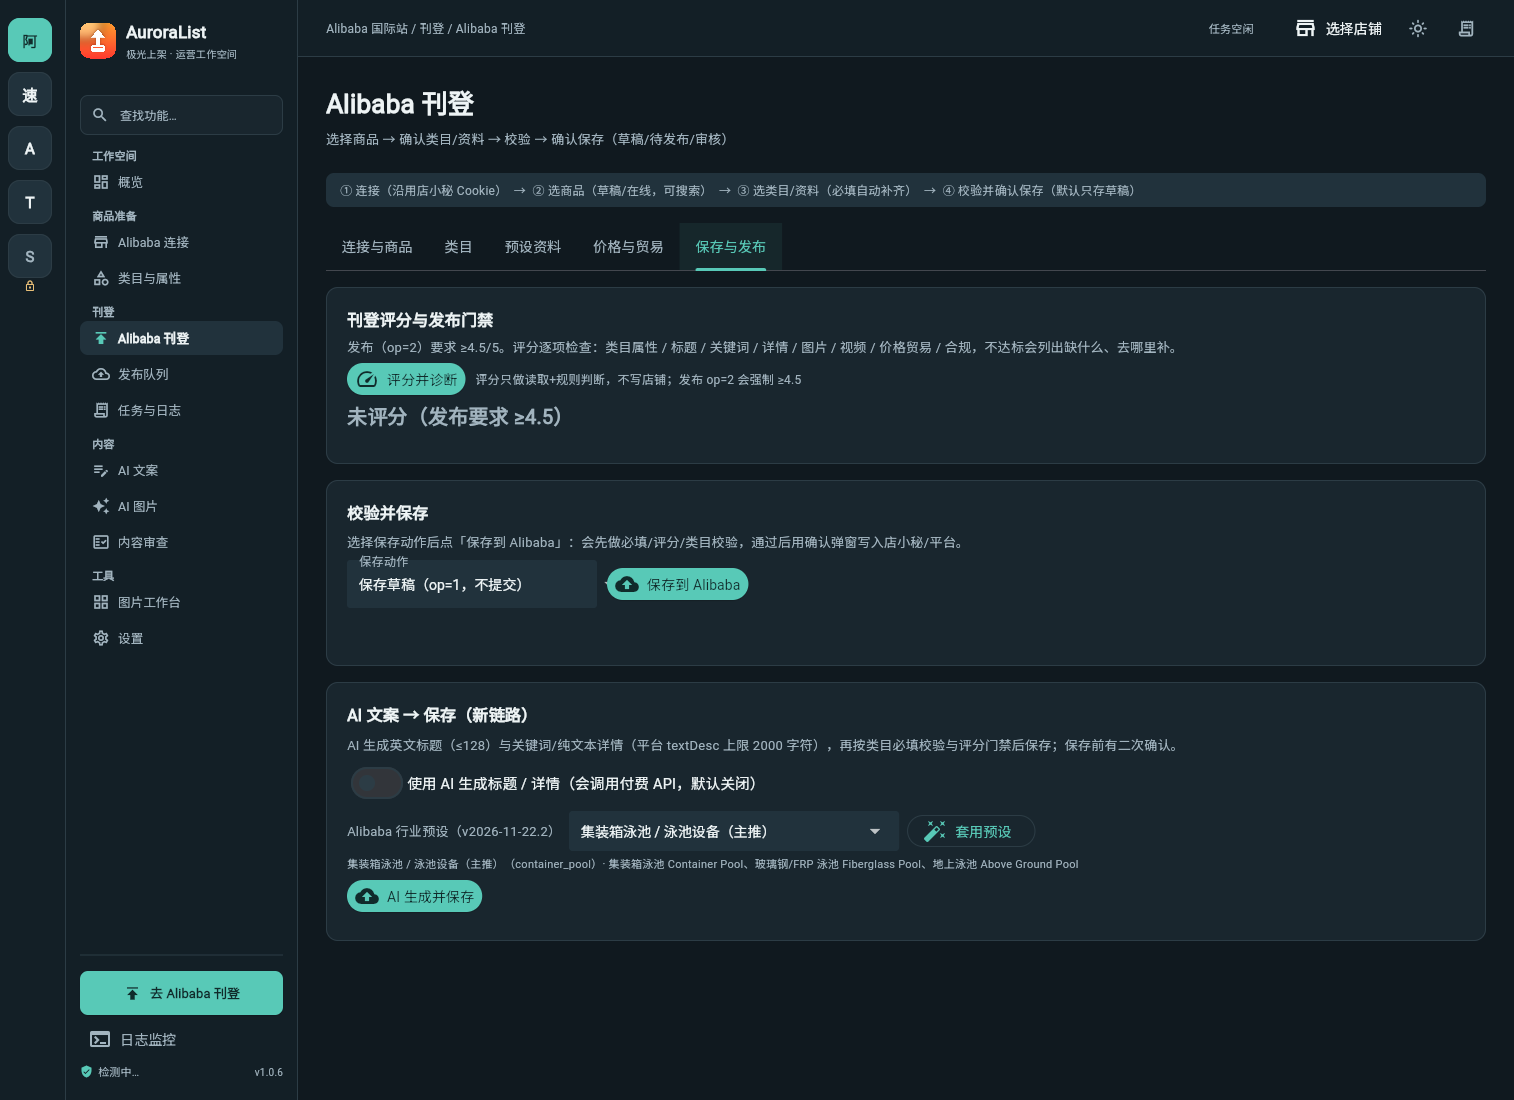 阿
速
A
T
S
AuroraList
极光上架 · 运营工作空间
查找功能...
工作空间
概览
商品准备
Alibaba 连接
类目与属性
刊登
Alibaba 刊登
发布队列
任务与日志
内容
AI 文案
AI 图片
内容审查
工具
图片工作台
设置
去 Alibaba 刊登
日志监控
检测中...
v1.0.6
Alibaba 国际站 / 刊登 / Alibaba 刊登
任务空闲
选择店铺
Alibaba 刊登
选择商品 → 确认类目/资料 → 校验 → 确认保存（草稿/待发布/审核）
① 连接（沿用店小秘 Cookie） → ② 选商品（草稿/在线，可搜索） → ③ 选类目/资料（必填自动补齐） → ④ 校验并确认保存（默认只存草稿）
连接与商品
类目
预设资料
价格与贸易
保存与发布
刊登评分与发布门禁
发布（op=2）要求 ≥4.5/5。评分逐项检查：类目属性 / 标题 / 关键词 / 详情 / 图片 / 视频 / 价格贸易 / 合规，不达标会列出缺什么、去哪里补。
评分并诊断
评分只做读取+规则判断，不写店铺；发布 op=2 会强制 ≥4.5
未评分（发布要求 ≥4.5）
校验并保存
选择保存动作后点「保存到 Alibaba」：会先做必填/评分/类目校验，通过后用确认弹窗写入店小秘/平台。
保存动作
保存草稿（op=1，不提交）
保存到 Alibaba
AI 文案 → 保存（新链路）
AI 生成英文标题（≤128）与关键词/纯文本详情（平台 textDesc 上限 2000 字符），再按类目必填校验与评分门禁后保存；保存前有二次确认。
使用 AI 生成标题 / 详情（会调用付费 API，默认关闭）
Alibaba 行业预设（v2026-11-22.2）
集装箱泳池 / 泳池设备（主推）
套用预设
集装箱泳池 / 泳池设备（主推）（container_pool）· 集装箱泳池 Container Pool、玻璃钢/FRP 泳池 Fiberglass Pool、地上泳池 Above Ground Pool
AI 生成并保存